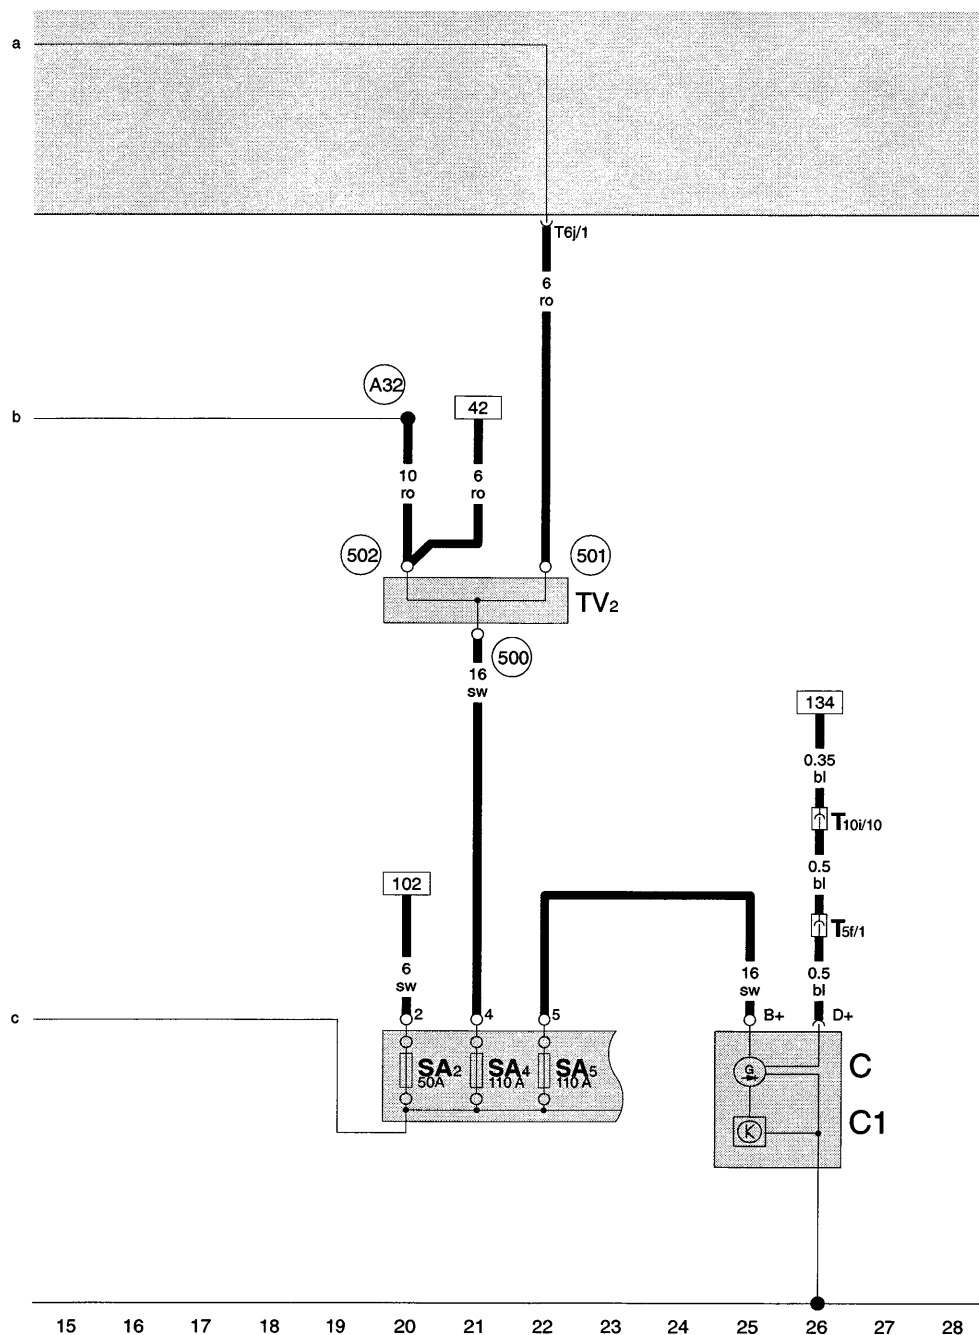 a
T6j/1
6
ro
A32
42
b
10
ro
6
ro
502
501
TV2
500
16
sw
134
0.35
bl
T10i/10
102
0.5
bl
T5f/1
6
sw
16
sw
0.5
bl
c
2
4
5
B+
D+
SA2
50A
SA4
110 A
SA5
110 A
G
C
K
C1
15 16 17 18 19 20 21 22 23 24 25 26 27 28